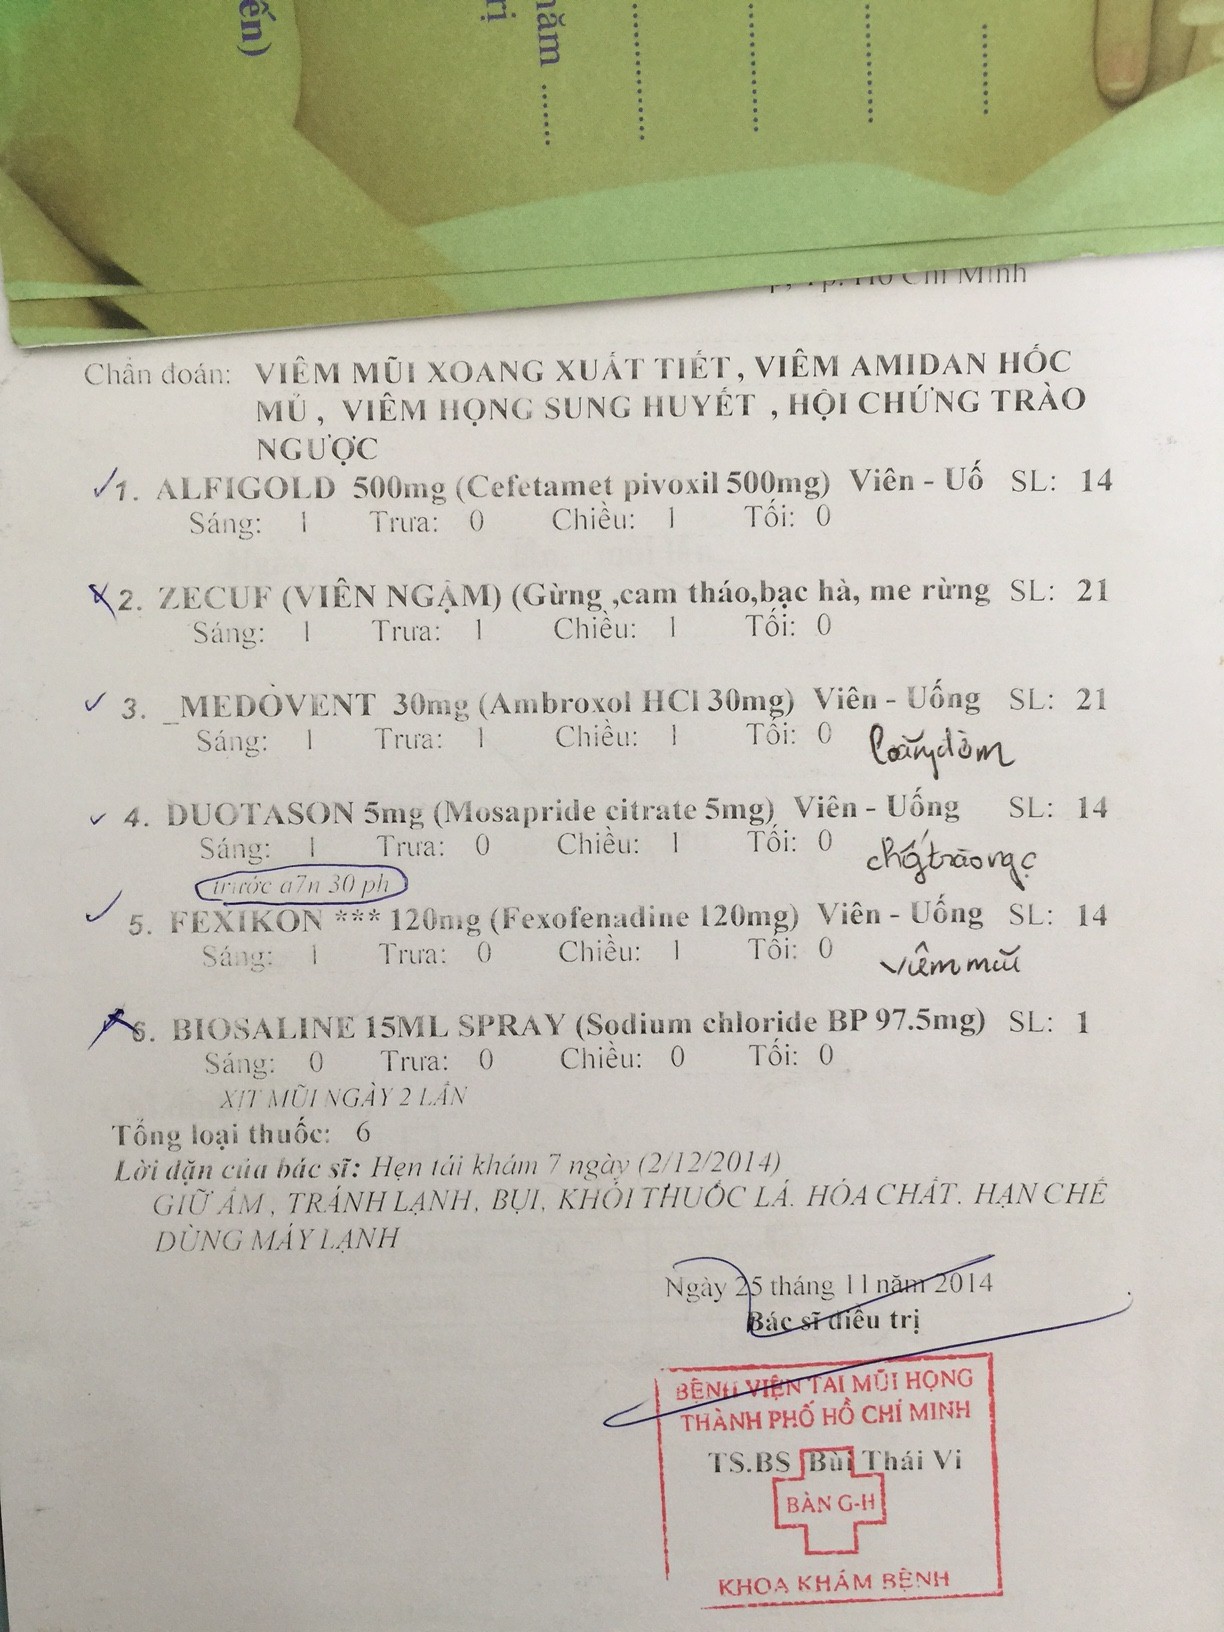 ến)
năm ......
rị
Tp. Hồ Chí Minh
Chẩn đoán: VIÊM MŨI XOANG XUẤT TIẾT, VIÊM AMIDAN HỐC
MỦ, VIÊM HỌNG SUNG HUYẾT, HỘI CHỨNG TRÀO
NGƯỢC
1. ALFIGOLD 500mg (Cefetamet pivoxil 500mg) Viên - Uố SL: 14
Sáng: 1 Trưa: 0 Chiều: 1 Tối: 0
2. ZECUF (VIÊN NGẬM) (Gừng ,cam tháo,bạc hà, me rừng SL: 21
Sáng: 1 Trưa: 1 Chiều: 1 Tối: 0
3. _MEDOVENT 30mg (Ambroxol HCl 30mg) Viên - Uống SL: 21
Sáng: 1 Trưa: 1 Chiều: 1 Tối: 0 loãng đờm
4. DUOTASON 5mg (Mosapride citrate 5mg) Viên - Uống SL: 14
Sáng: 1 Trưa: 0 Chiều: 1 Tối: 0
trước a7n 30 ph
5. FEXIKON *** 120mg (Fexofenadine 120mg) Viên - Uống SL: 14
Sáng: 1 Trưa: 0 Chiều: 1 Tối: 0 viêm mũi
6. BIOSALINE 15ML SPRAY (Sodium chloride BP 97.5mg) SL: 1
Sáng: 0 Trưa: 0 Chiều: 0 Tối: 0
XỊT MŨI NGÀY 2 LẦN
Tổng loại thuốc: 6
Lời dặn của bác sĩ: Hẹn tái khám 7 ngày (2/12/2014)
GIỮ ẤM , TRÁNH LẠNH, BỤI, KHÓI THUỐC LÁ. HÓA CHẤT. HẠN CHẾ
DÙNG MÁY LẠNH
Ngày 25 tháng 11 năm 2014
Bác sĩ điều trị
BỆNH VIỆN TAI MŨI HỌNG
THÀNH PHỐ HỒ CHÍ MINH
TS.BS Bùi Thái Vi
BÀN G-H
KHOA KHÁM BỆNH